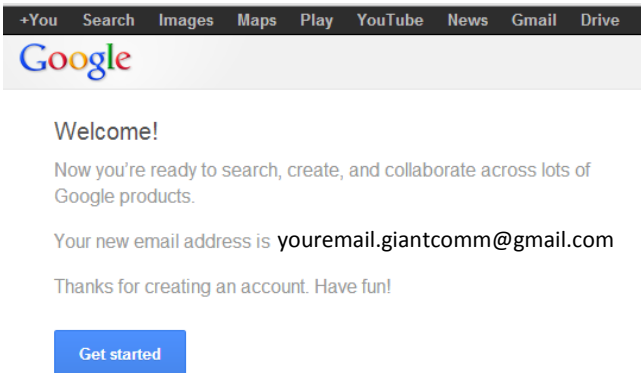 +You Search Images Maps Play YouTube News Gmail Drive
Google
Welcome!
Now you're ready to search, create, and collaborate across lots of
Google products.
Your new email address is youremail.giantcomm@gmail.com
Thanks for creating an account. Have fun!
Get started